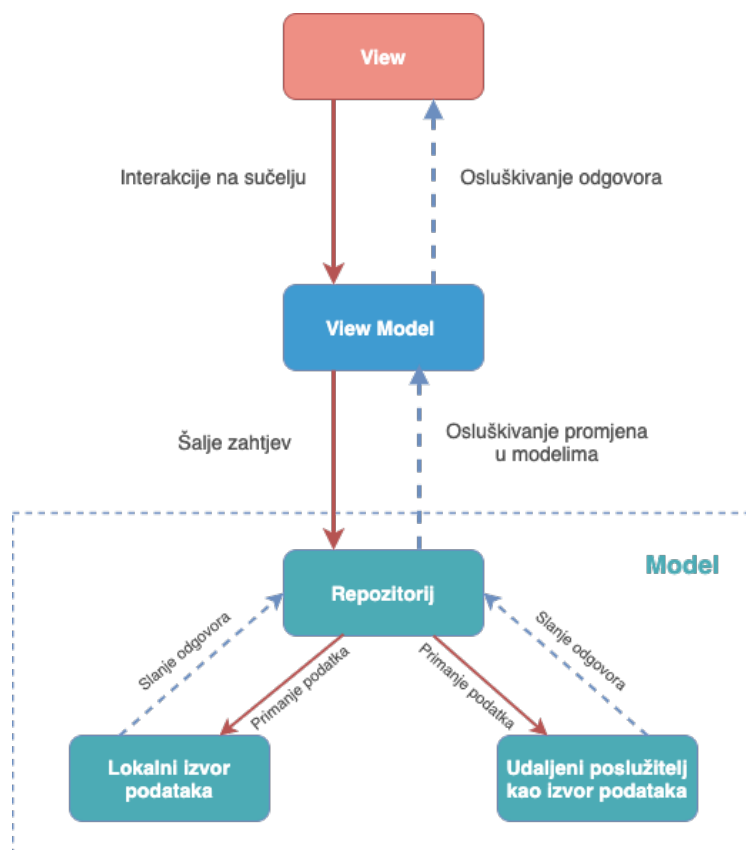 View
Interakcije na sučelju
Osluškivanje odgovora
View Model
Šalje zahtjev
Osluškivanje promjena
u modelima
Model
Repozitorij
Slanje odgovora
Primanje podatka
Primanje podatka
Slanje odgovora
Lokalni izvor
podataka
Udaljeni poslužitelj
kao izvor podataka